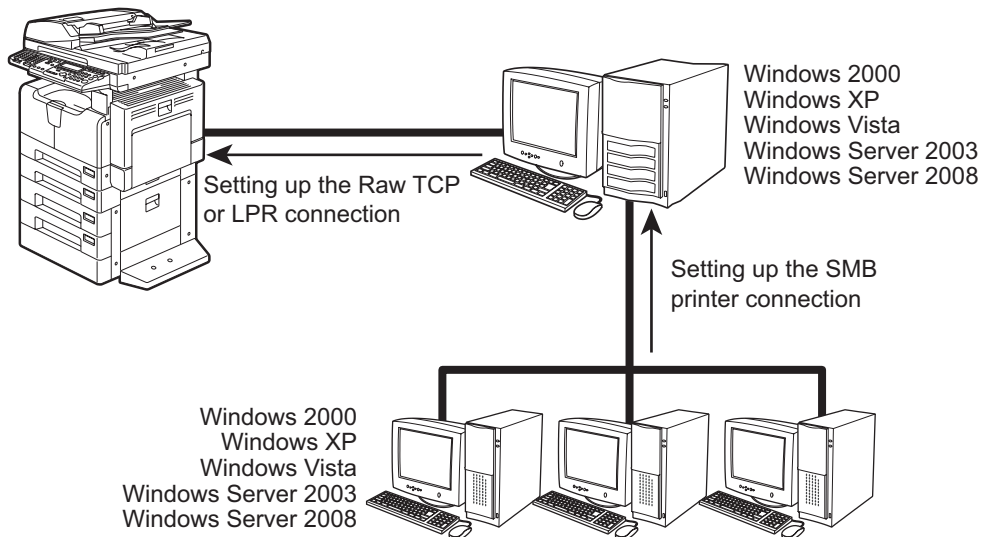 Windows 2000
Windows XP
Windows Vista
Windows Server 2003
Windows Server 2008
Setting up the Raw TCP
or LPR connection
Setting up the SMB
printer connection
Windows 2000
Windows XP
Windows Vista
Windows Server 2003
Windows Server 2008